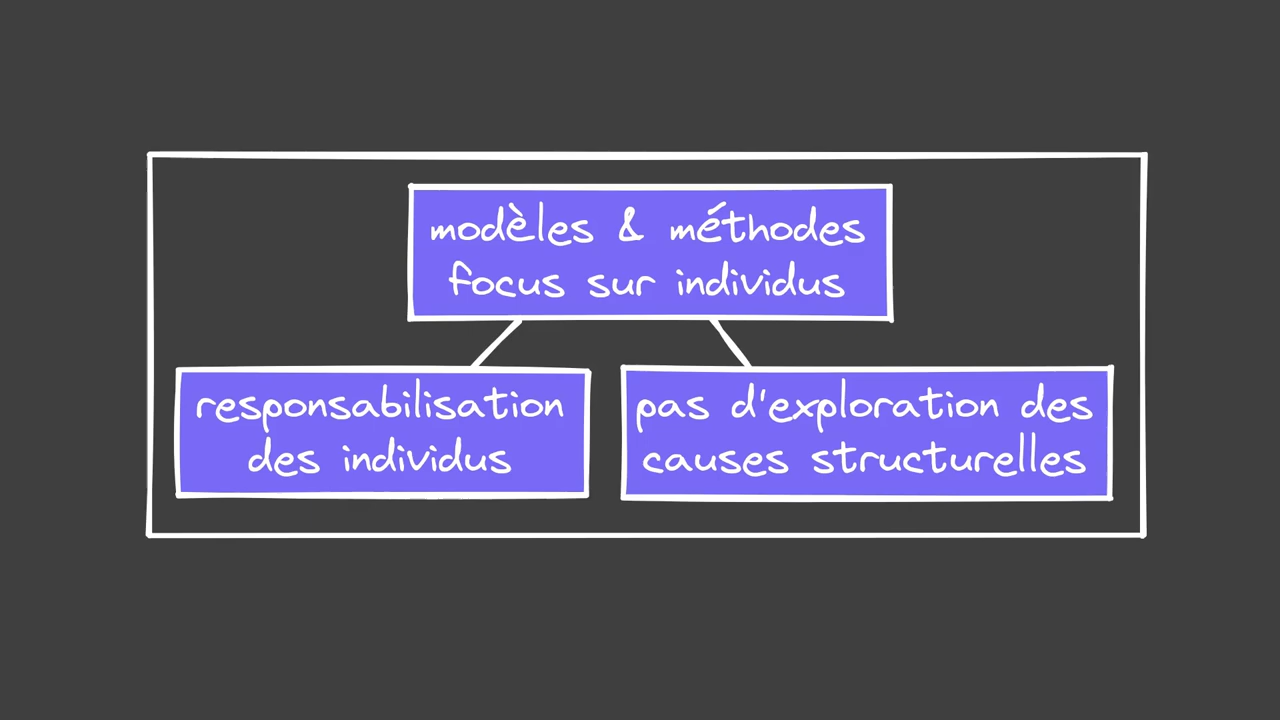 modèles & méthodes
focus sur individus
responsabilisation
des individus
pas d'exploration des
causes structurelles